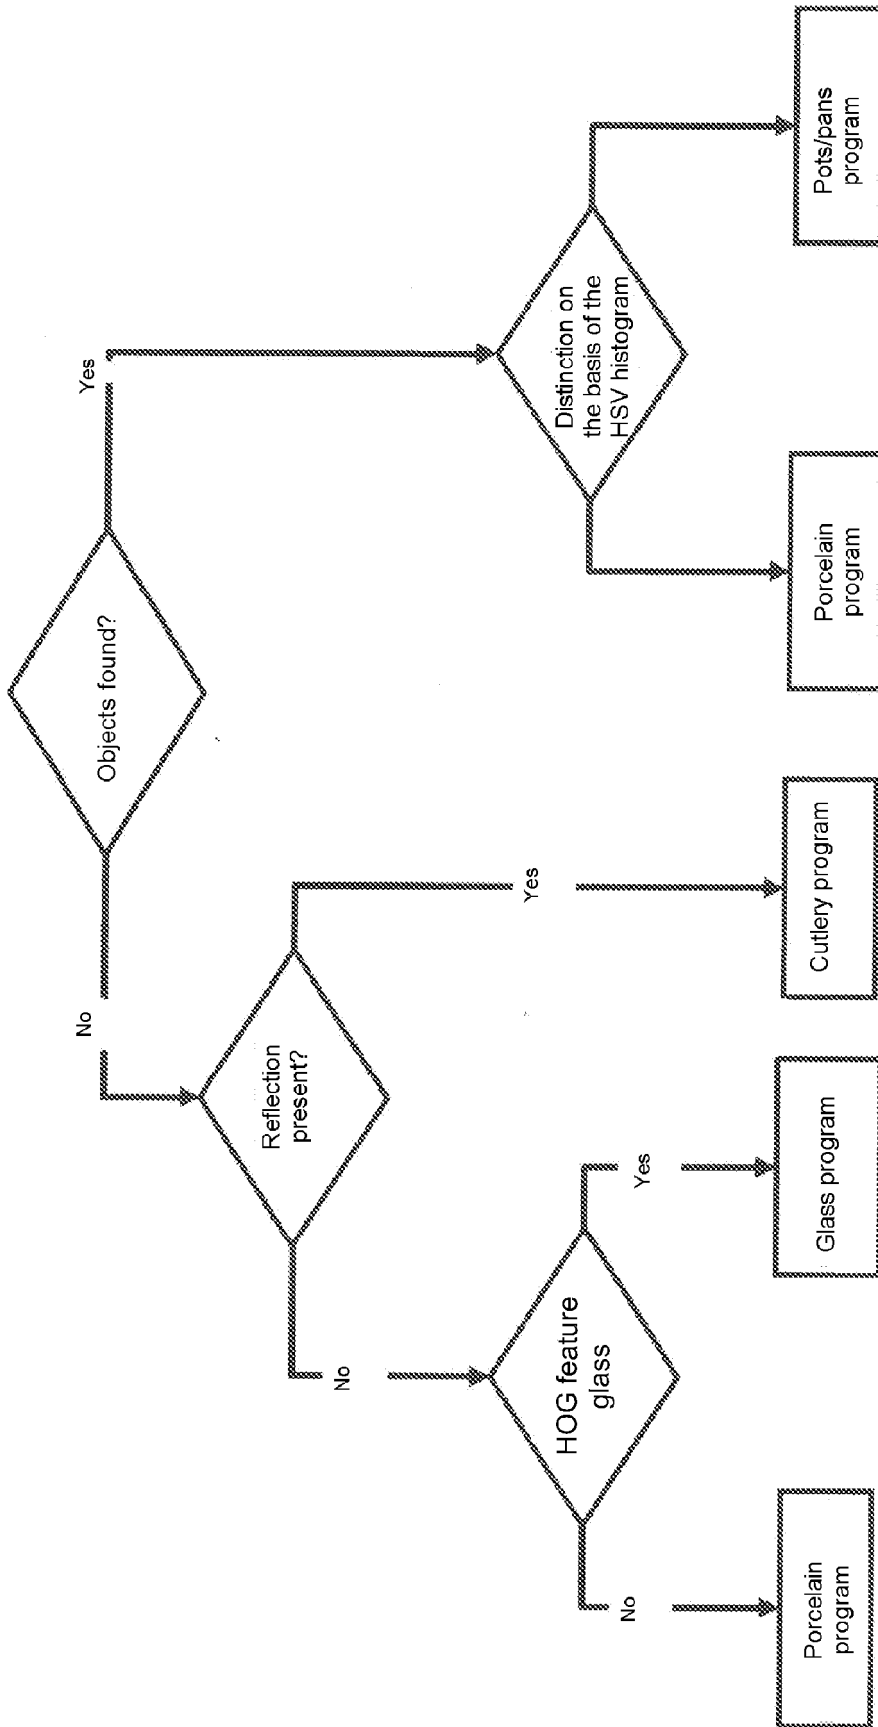 Objects found?
No
Yes
Reflection
present?
Distinction on
the basis of the
HSV histogram
No
Yes
HOG feature
glass
No
Yes
Porcelain
program
Glass program
Cutlery program
Porcelain
program
Pots/pans
program